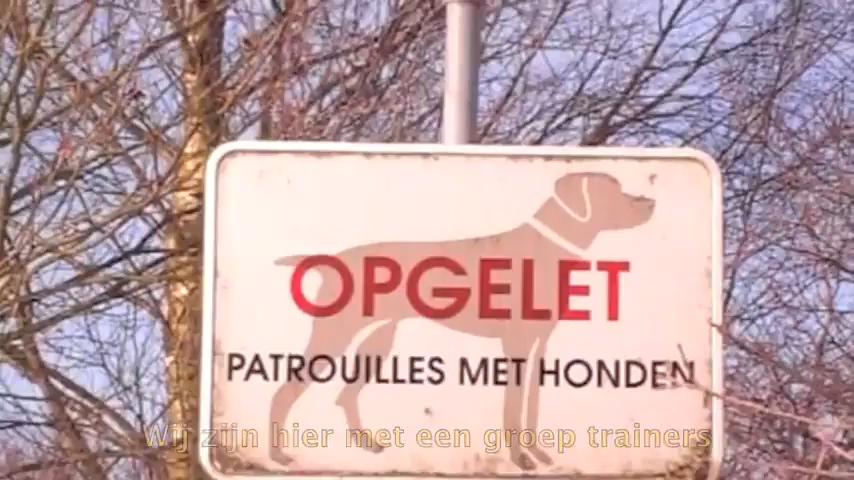 OPGELET
PATROUILLES MET HONDEN
Wij zijn hier met een groep trainers